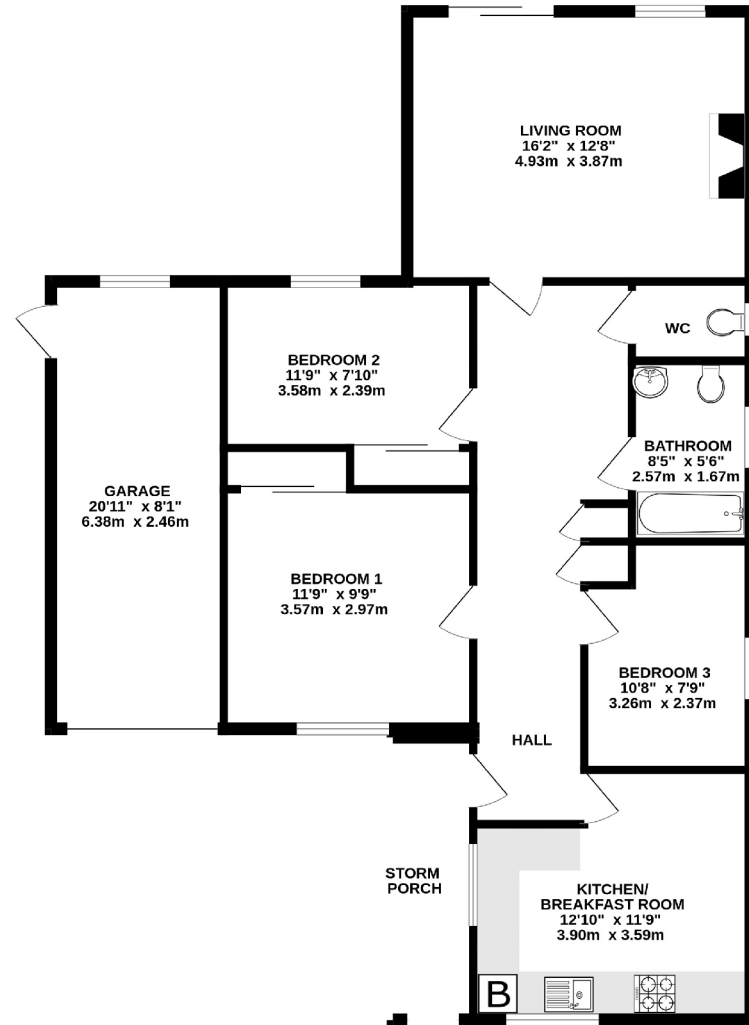 LIVING ROOM
16'2" x 12'8"
4.93m x 3.87m
WC
BEDROOM 2
11'9" x 7'10"
3.58m x 2.39m
BATHROOM
8'5" x 5'6"
2.57m x 1.67m
GARAGE
20'11" x 8'1"
6.38m x 2.46m
BEDROOM 1
11'9" x 9'9"
3.57m x 2.97m
BEDROOM 3
10'8" x 7'9"
3.26m x 2.37m
HALL
STORM
PORCH
KITCHEN/
BREAKFAST ROOM
12'10" x 11'9"
3.90m x 3.59m
B